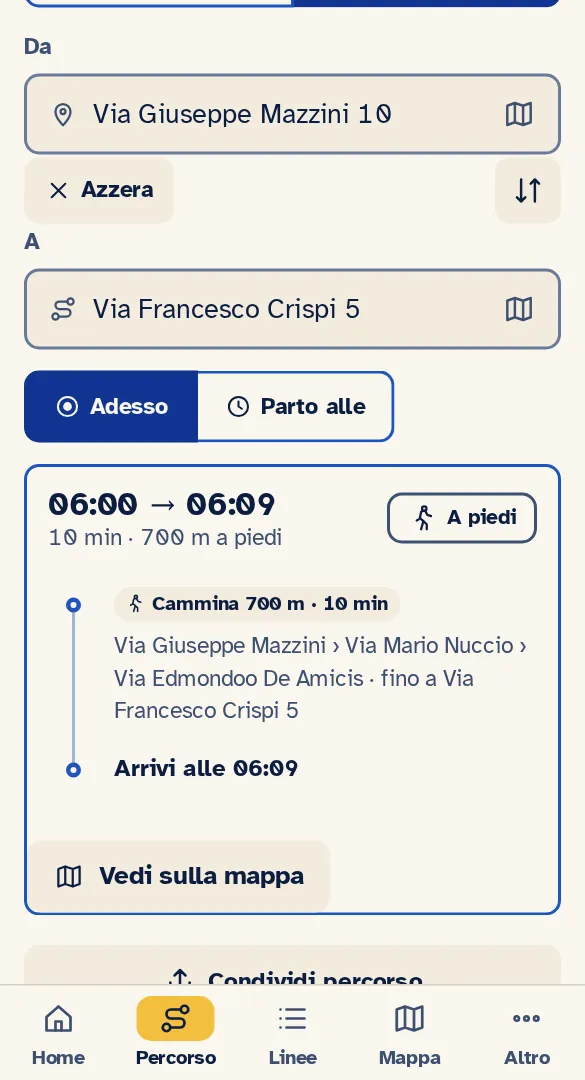 Da
Via Giuseppe Mazzini 10
Azzera
A
Via Francesco Crispi 5
Adesso
Parto alle
06:00 → 06:09
10 min · 700 m a piedi
A piedi
Cammina 700 m · 10 min
Via Giuseppe Mazzini › Via Mario Nuccio ›
Via Edmondoo De Amicis · fino a Via
Francesco Crispi 5
Arrivi alle 06:09
Vedi sulla mappa
Condividi percorso
Home
Percorso
Linee
Mappa
Altro